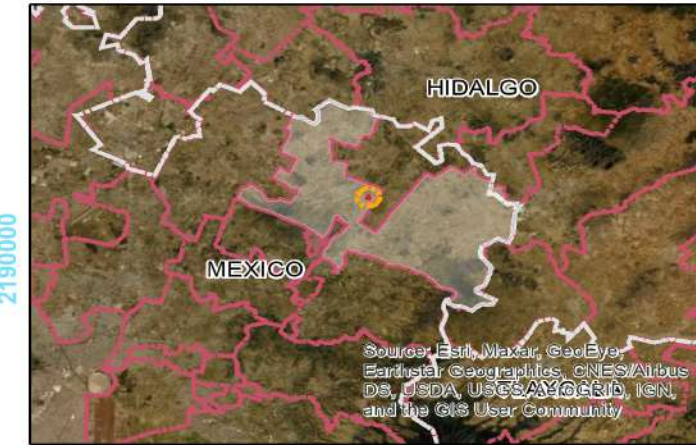 HIDALGO
2190000
MEXICO
Source: Esri, Maxar, GeoEye,
Earthstar Geographics, CNES/Airbus
DS, USDA, USGS, AeroGRID, IGN,
and the GIS User Community